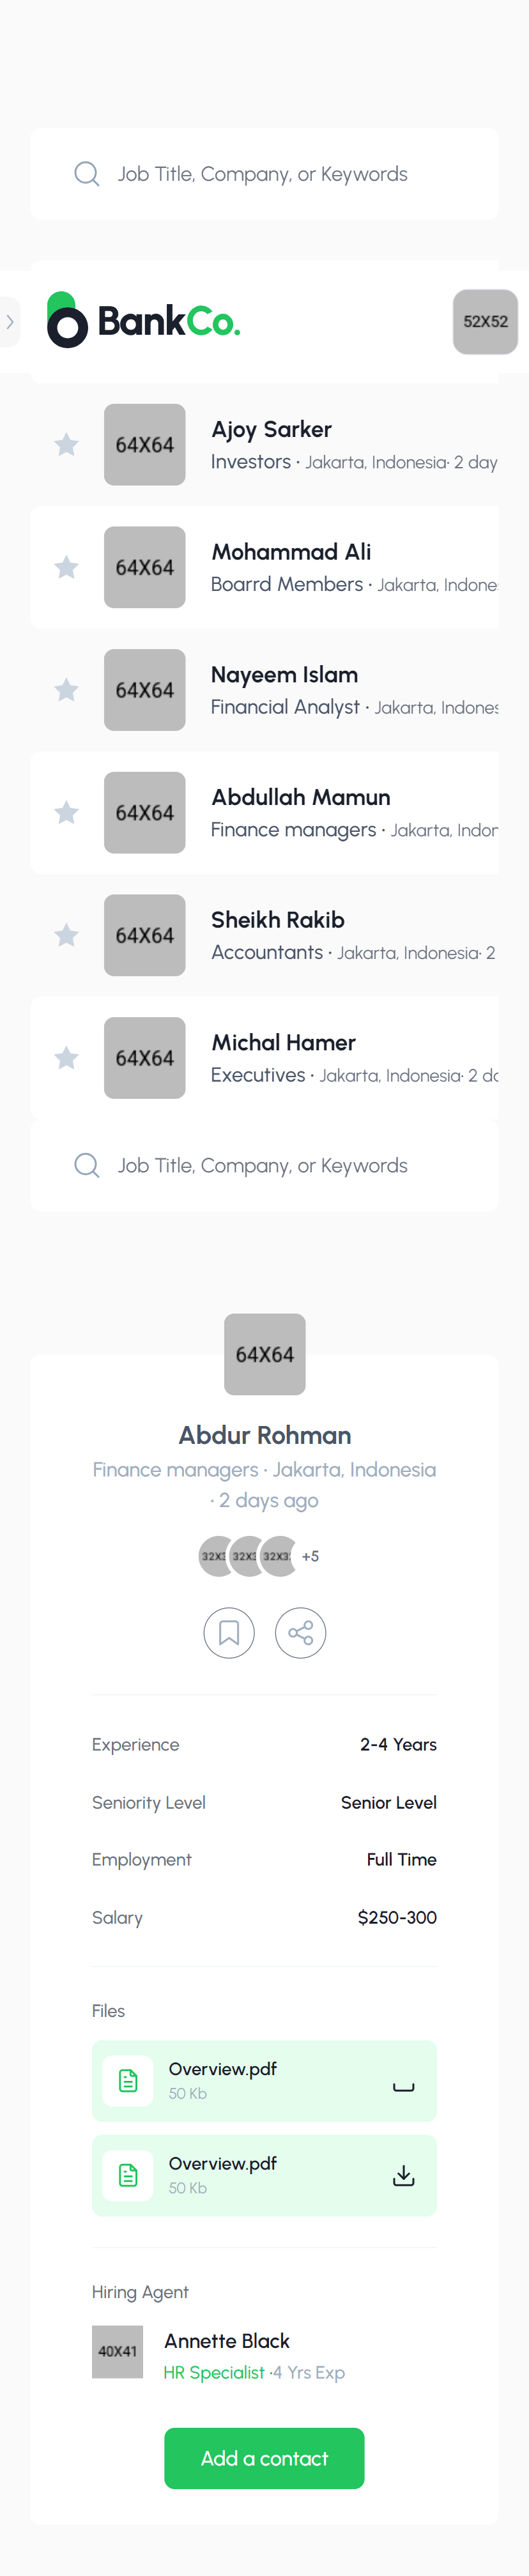 Job Title, Company, or Keywords
BankCo.
52X52
64X64
Ajoy Sarker
Investors · Jakarta, Indonesia· 2 day
64X64
Mohammad Ali
Boarrd Members · Jakarta, Indones
64X64
Nayeem Islam
Financial Analyst · Jakarta, Indones
64X64
Abdullah Mamun
Finance managers · Jakarta, Indon
64X64
Sheikh Rakib
Accountants · Jakarta, Indonesia· 2
64X64
Michal Hamer
Executives · Jakarta, Indonesia· 2 da
Job Title, Company, or Keywords
64X64
Abdur Rohman
Finance managers · Jakarta, Indonesia
· 2 days ago
32X3 32X3 32X3 +5
Experience 2-4 Years
Seniority Level Senior Level
Employment Full Time
Salary $250-300
Files
Overview.pdf
50 Kb
Overview.pdf
50 Kb
Hiring Agent
40X41
Annette Black
HR Specialist ·4 Yrs Exp
Add a contact